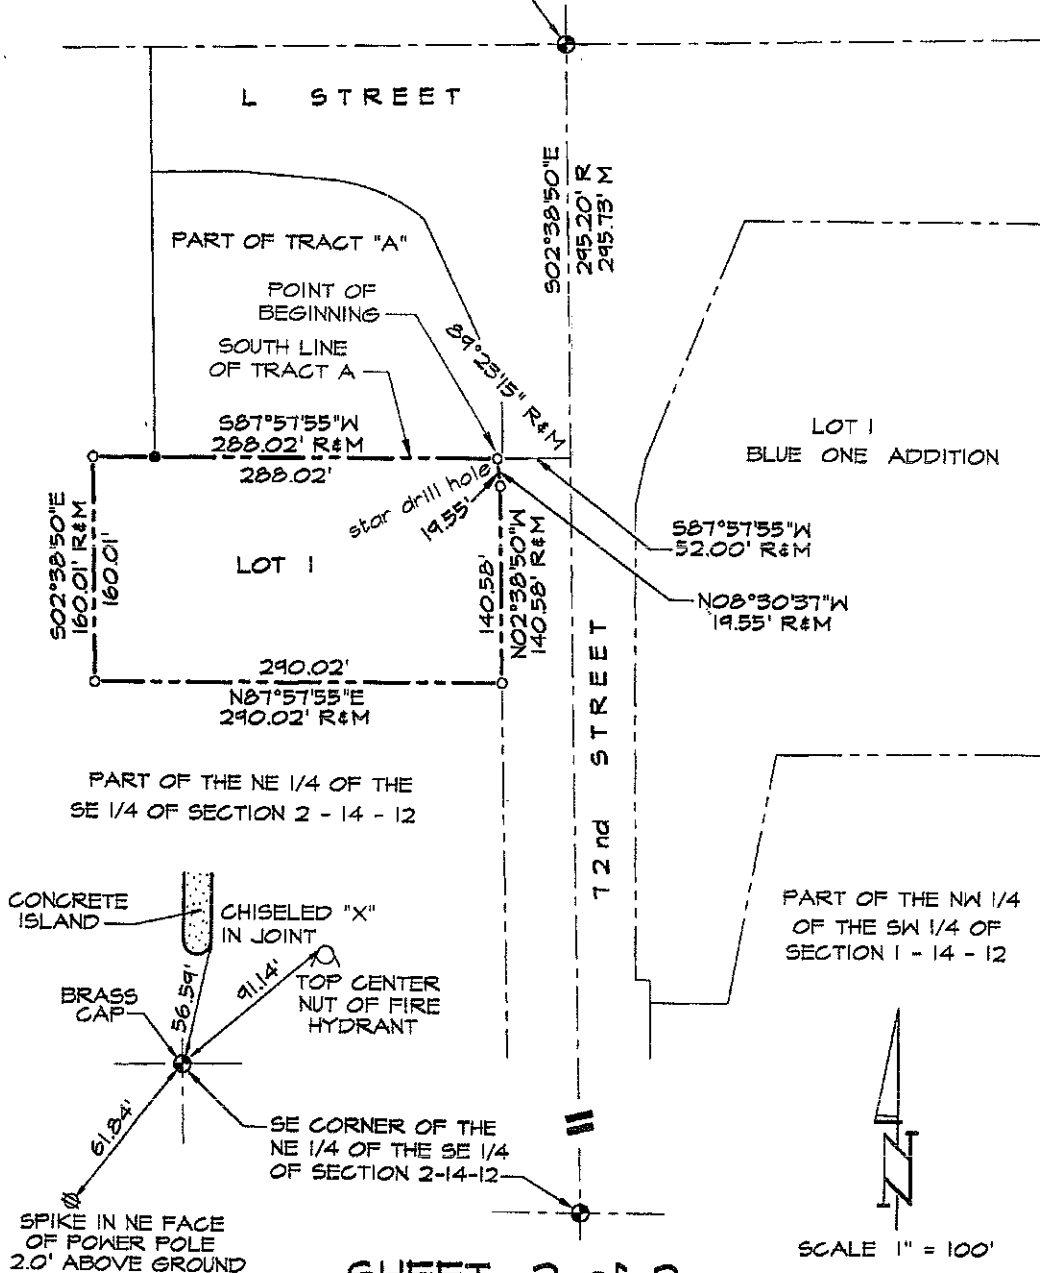 L STREET
S02°38'50"E
295.20' R
295.73' M
PART OF TRACT "A"
POINT OF
BEGINNING
89°23'15" R&M
SOUTH LINE
OF TRACT A
S87°57'55"W
288.02' R&M
288.02'
LOT 1
BLUE ONE ADDITION
star drill hole
19.55'
S87°57'55"W
52.00' R&M
N08°30'37"W
19.55' R&M
S02°38'50"E
160.01' R&M
160.01'
LOT 1
140.58'
N02°38'50"W
140.58' R&M
290.02'
N87°57'55"E
290.02' R&M
72nd STREET
PART OF THE NE 1/4 OF THE
SE 1/4 OF SECTION 2 - 14 - 12
CONCRETE
ISLAND
CHISELED "X"
IN JOINT
56.59'
91.14'
TOP CENTER
NUT OF FIRE
HYDRANT
BRASS
CAP
PART OF THE NW 1/4
OF THE SW 1/4 OF
SECTION 1 - 14 - 12
61.84'
SE CORNER OF THE
NE 1/4 OF THE SE 1/4
OF SECTION 2-14-12
SPIKE IN NE FACE
OF POWER POLE
2.0' ABOVE GROUND
SCALE 1" = 100'
SHEET 2 of 2